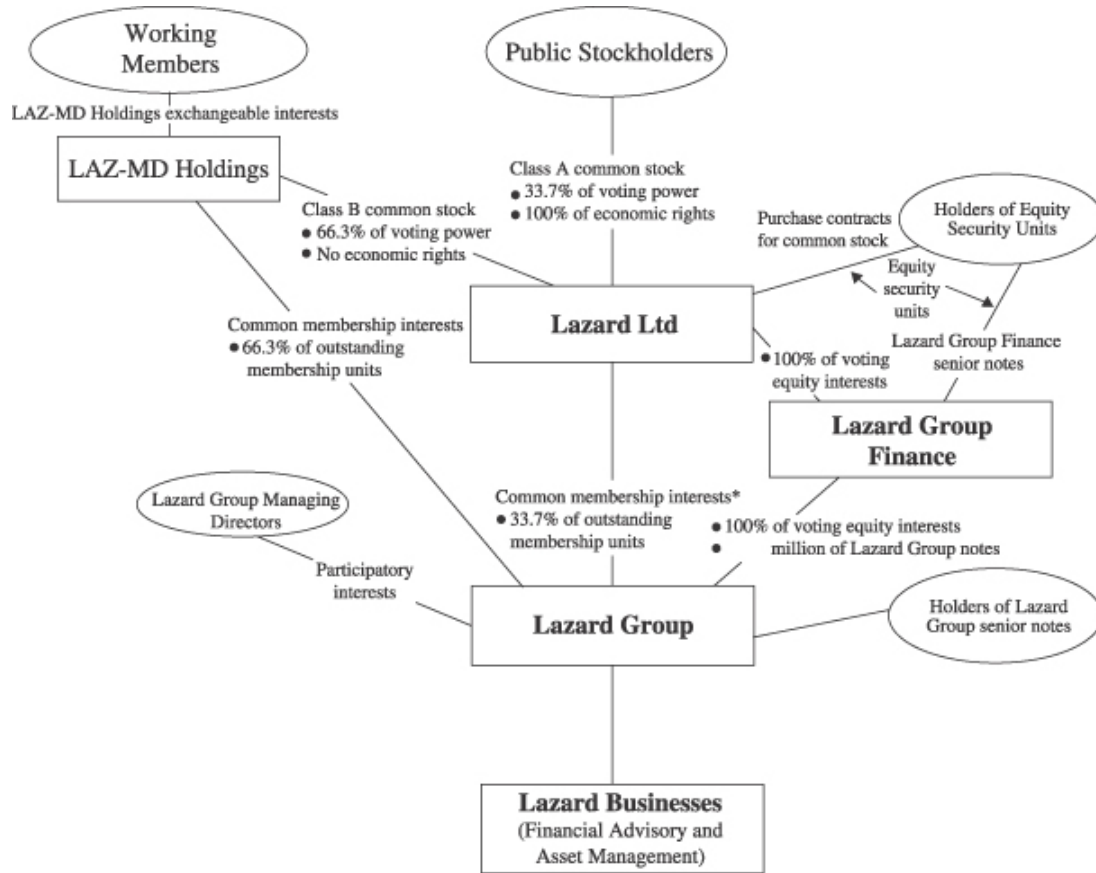 Working
Members
Public Stockholders
LAZ-MD Holdings exchangeable interests
LAZ-MD Holdings
Class A common stock
● 33.7% of voting power
● 100% of economic rights
Class B common stock
● 66.3% of voting power
● No economic rights
Purchase contracts
for common stock
Holders of Equity
Security Units
Equity
security
units
Lazard Ltd
Common membership interests
● 66.3% of outstanding
membership units
● 100% of voting
equity interests
Lazard Group Finance
senior notes
Lazard Group
Finance
Lazard Group Managing
Directors
Common membership interests*
● 33.7% of outstanding
membership units
● 100% of voting equity interests
● million of Lazard Group notes
Participatory
interests
Lazard Group
Holders of Lazard
Group senior notes
Lazard Businesses
(Financial Advisory and
Asset Management)